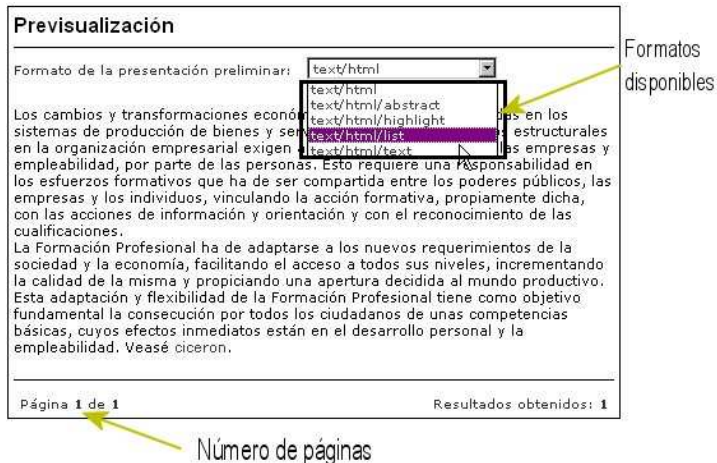 Previsualización
Formato de la presentación preliminar: text/html
text/html
text/html/abstract
text/html/highlight
text/html/list
text/html/text
Formatos
disponibles
Los cambios y transformaciones económ en los
sistemas de producción de bienes y ser estructurales
en la organización empresarial exigen las empresas y
empleabilidad, por parte de las personas. Esto requiere una responsabilidad en
los esfuerzos formativos que ha de ser compartida entre los poderes públicos, las
empresas y los individuos, vinculando la acción formativa, propiamente dicha,
con las acciones de información y orientación y con el reconocimiento de las
cualificaciones.
La Formación Profesional ha de adaptarse a los nuevos requerimientos de la
sociedad y la economía, facilitando el acceso a todos sus niveles, incrementando
la calidad de la misma y propiciando una apertura decidida al mundo productivo.
Esta adaptación y flexibilidad de la Formación Profesional tiene como objetivo
fundamental la consecución por todos los ciudadanos de unas competencias
básicas, cuyos efectos inmediatos están en el desarrollo personal y la
empleabilidad. Veasé ciceron.
Página 1 de 1 Resultados obtenidos: 1
Número de páginas